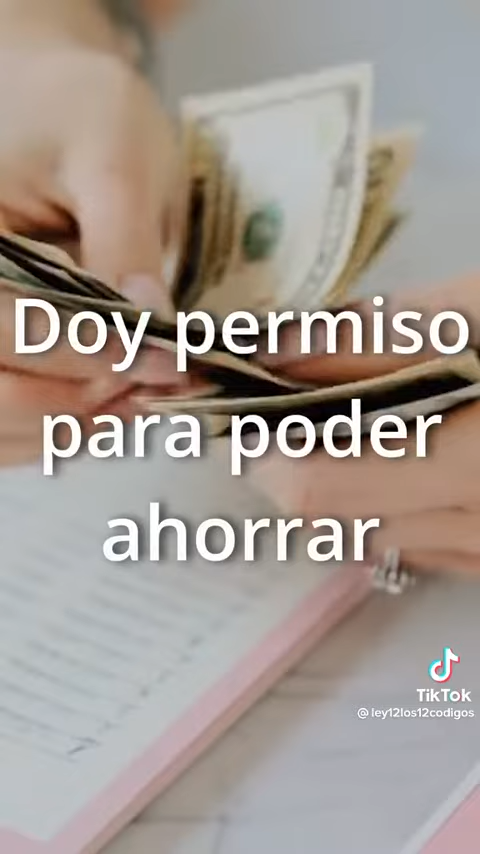 Doy permiso
para poder
ahorrar
TikTok
@ley12los12codigos